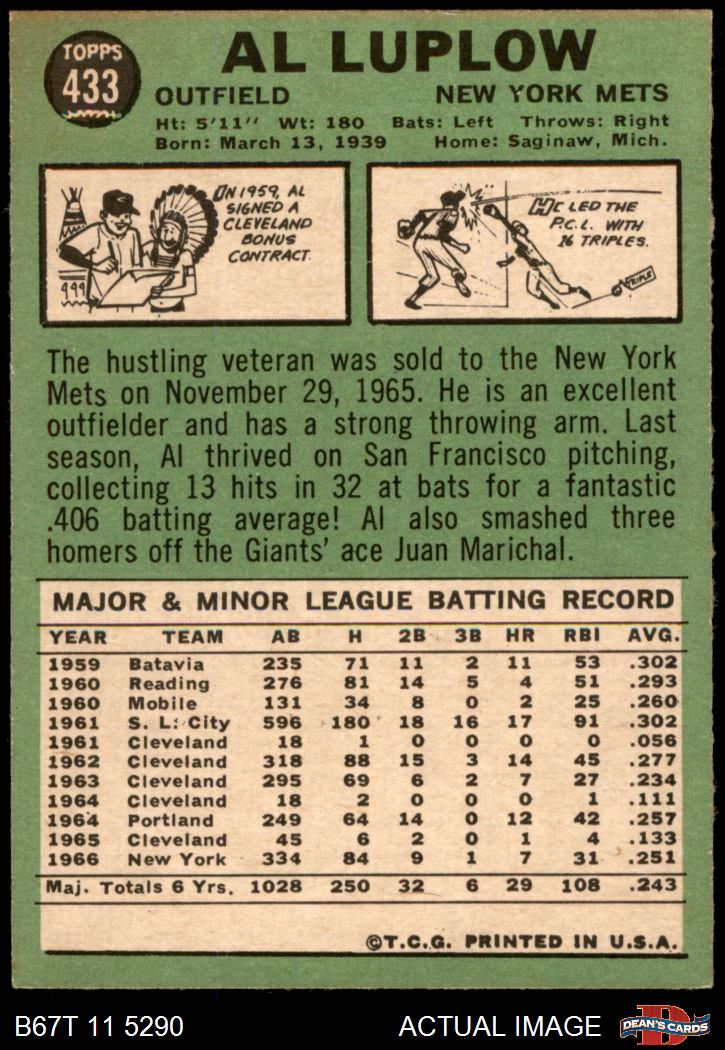 TOPPS
433
AL LUPLOW
OUTFIELD NEW YORK METS
Ht: 5'11" Wt: 180 Bats: Left Throws: Right
Born: March 13, 1939 Home: Saginaw, Mich.
IN 1959, AL
SIGNED A
CLEVELAND
BONUS
CONTRACT.
HE LED THE
P.C.L. WITH
16 TRIPLES.
TRIPLE
The hustling veteran was sold to the New York
Mets on November 29, 1965. He is an excellent
outfielder and has a strong throwing arm. Last
season, Al thrived on San Francisco pitching,
collecting 13 hits in 32 at bats for a fantastic
.406 batting average! Al also smashed three
homers off the Giants' ace Juan Marichal.
MAJOR & MINOR LEAGUE BATTING RECORD
YEAR TEAM AB H 2B 3B HR RBI AVG.
1959 Batavia 235 71 11 2 11 53 .302
1960 Reading 276 81 14 5 4 51 .293
1960 Mobile 131 34 8 0 2 25 .260
1961 S. L. City 596 180 18 16 17 91 .302
1961 Cleveland 18 1 0 0 0 0 .056
1962 Cleveland 318 88 15 3 14 45 .277
1963 Cleveland 295 69 6 2 7 27 .234
1964 Cleveland 18 2 0 0 0 1 .111
1964 Portland 249 64 14 0 12 42 .257
1965 Cleveland 45 6 2 0 1 4 .133
1966 New York 334 84 9 1 7 31 .251
Maj. Totals 6 Yrs. 1028 250 32 6 29 108 .243
©T.C.G. PRINTED IN U.S.A.
B67T 11 5290 ACTUAL IMAGE
D
DEAN'S CARDS